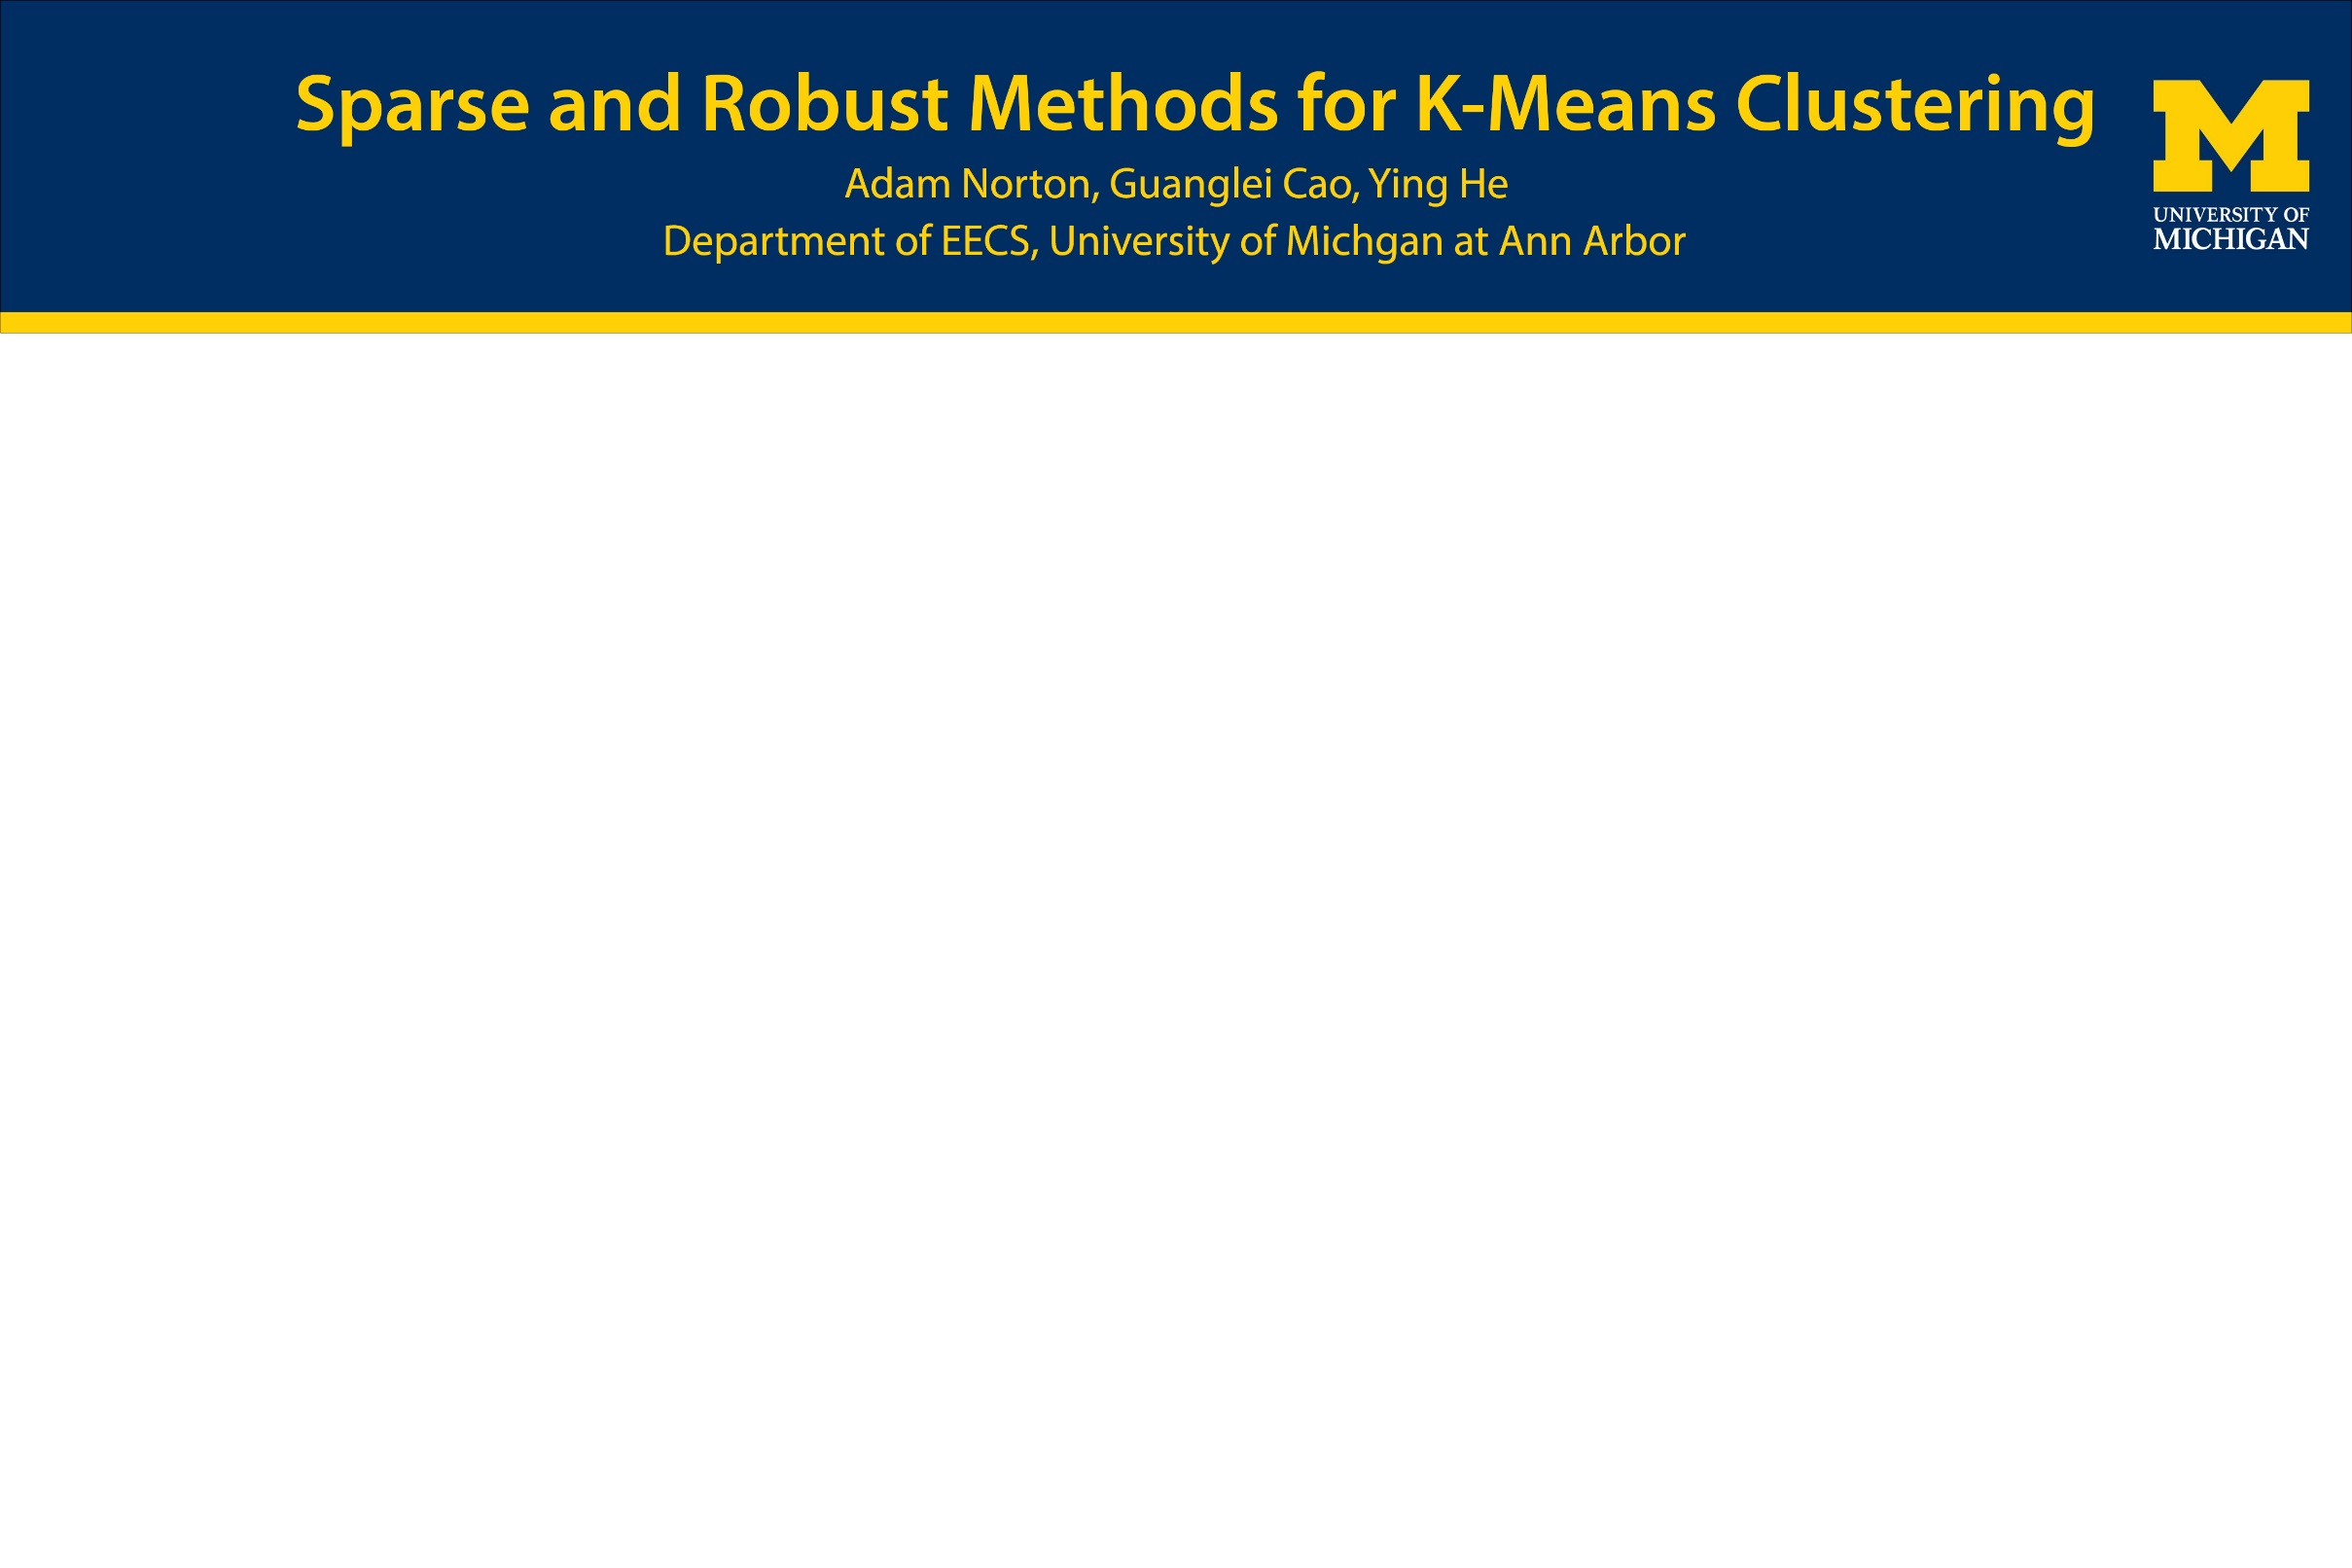 Sparse and Robust Methods for K-Means Clustering
Adam Norton, Guanglei Cao, Ying He
Department of EECS, University of Michgan at Ann Arbor
M
UNIVERSITY OF
MICHIGAN